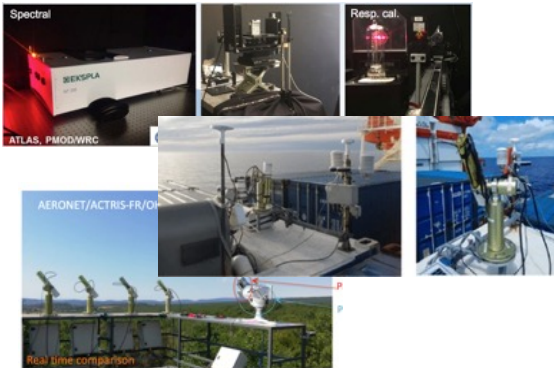 Spectral
Resp. cal.
EKSPLA
ATLAS, PMOD/WRC
AERONET/ACTRIS-FR/
P
P
Real time comparison